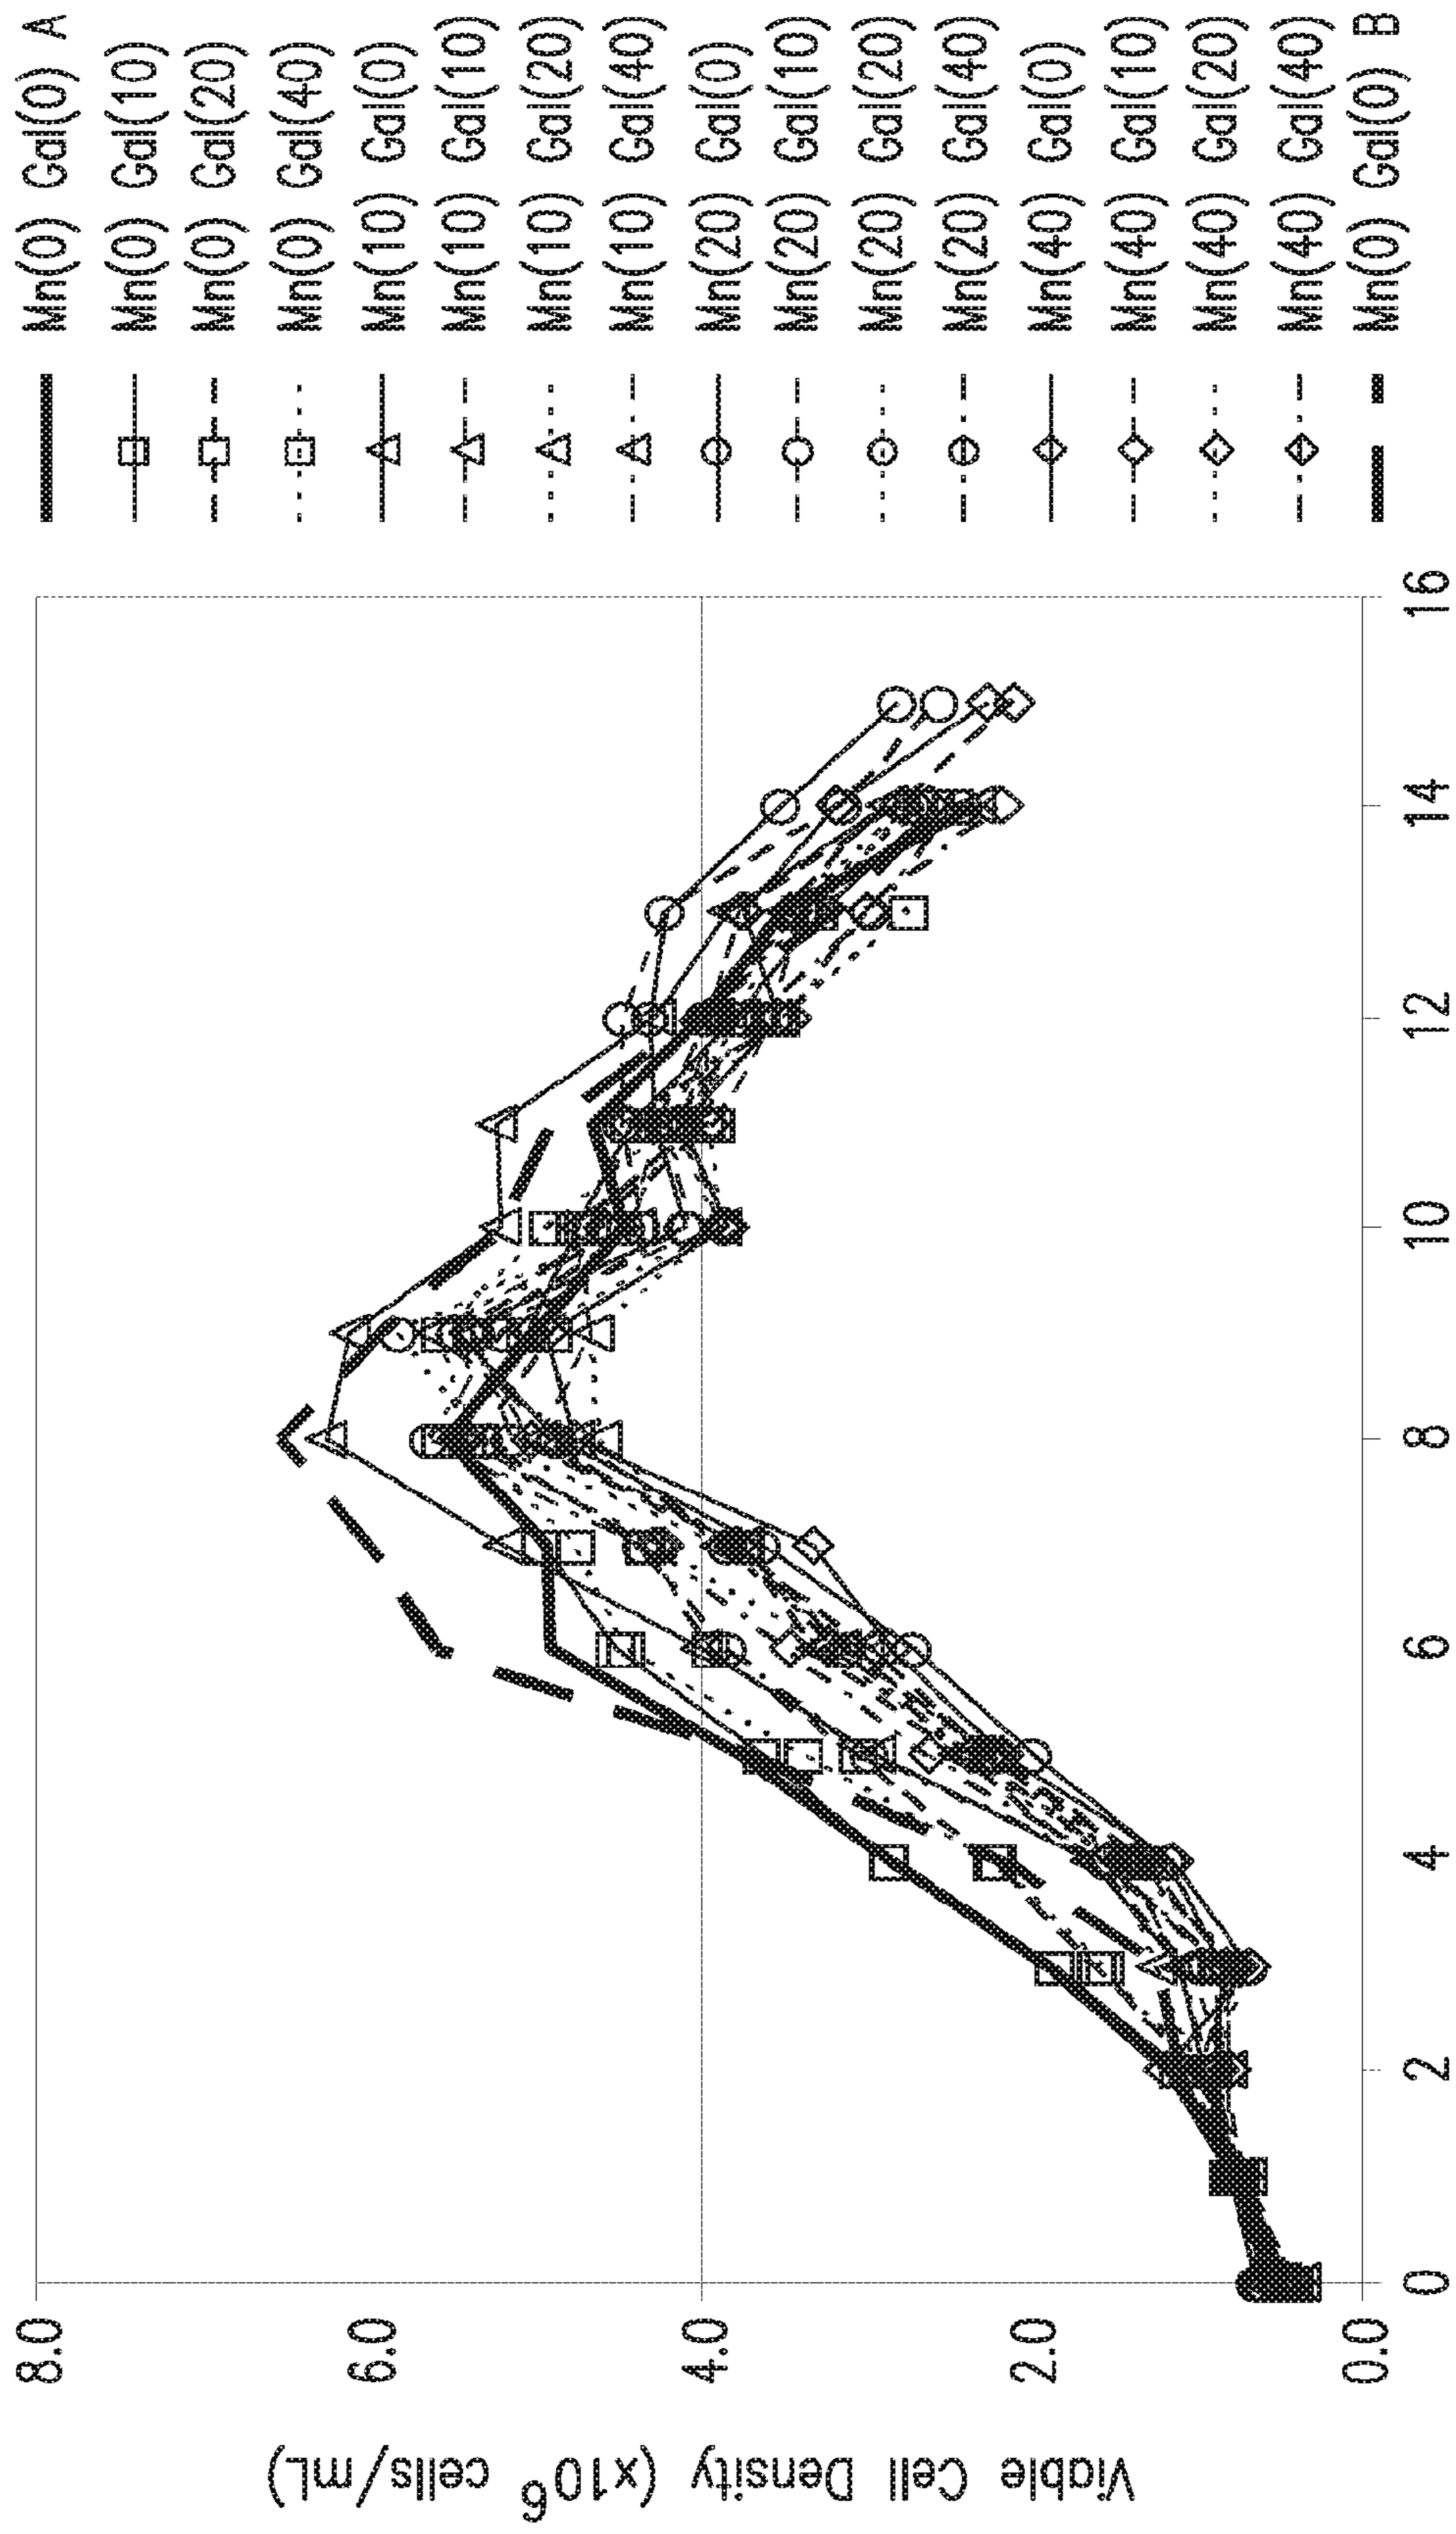 Viable Cell Density (x10⁶ cells/mL)
8.0
6.0
4.0
2.0
0.0
0 2 4 6 8 10 12 14 16
Mn(0) Gal(0) A
Mn(0) Gal(10)
Mn(0) Gal(20)
Mn(0) Gal(40)
Mn(10) Gal(0)
Mn(10) Gal(10)
Mn(10) Gal(20)
Mn(10) Gal(40)
Mn(20) Gal(0)
Mn(20) Gal(10)
Mn(20) Gal(20)
Mn(20) Gal(40)
Mn(40) Gal(0)
Mn(40) Gal(10)
Mn(40) Gal(20)
Mn(40) Gal(40)
Mn(0) Gal(0) B